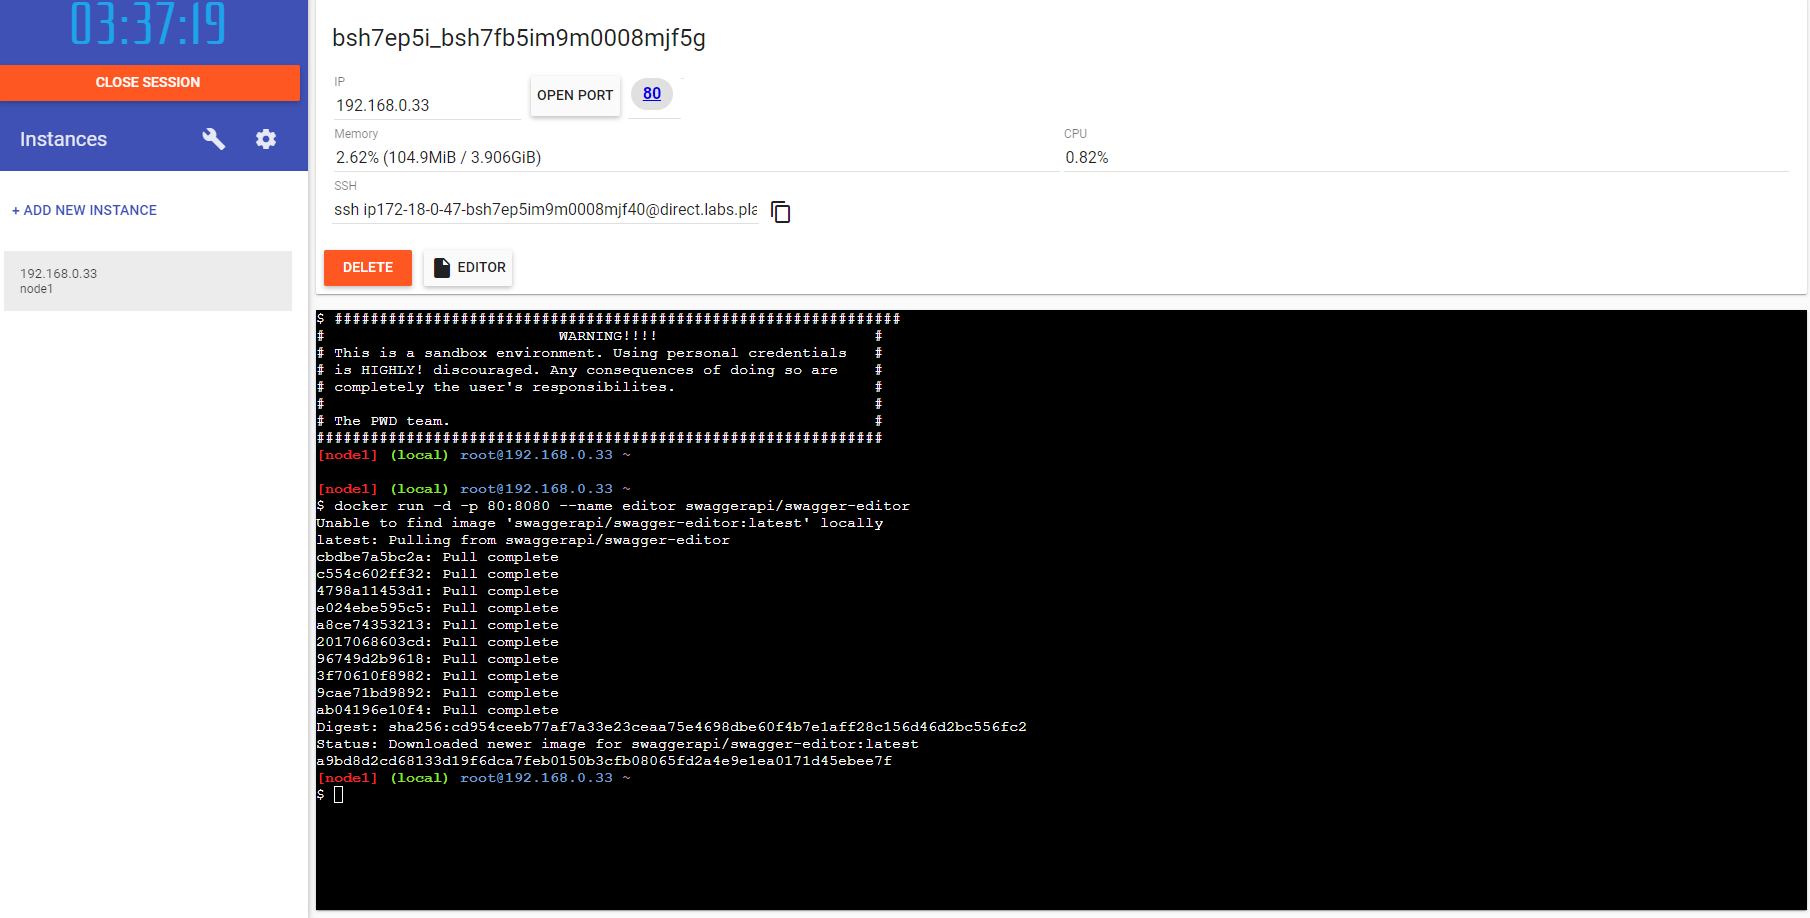 03:37:19
CLOSE SESSION
Instances
+ ADD NEW INSTANCE
192.168.0.33
node1
bsh7ep5i_bsh7fb5im9m0008mjf5g
IP
192.168.0.33
OPEN PORT
80
Memory
2.62% (104.9MiB / 3.906GiB)
CPU
0.82%
SSH
ssh ip172-18-0-47-bsh7ep5im9m0008mjf40@direct.labs.pla
DELETE
EDITOR
$ ###############################################################
# WARNING!!!! #
# This is a sandbox environment. Using personal credentials #
# is HIGHLY! discouraged. Any consequences of doing so are #
# completely the user's responsibilites. #
# #
# The PWD team. #
###############################################################
[node1] (local) root@192.168.0.33 ~
[node1] (local) root@192.168.0.33 ~
$ docker run -d -p 80:8080 --name editor swaggerapi/swagger-editor
Unable to find image 'swaggerapi/swagger-editor:latest' locally
latest: Pulling from swaggerapi/swagger-editor
cbdbe7a5bc2a: Pull complete
c554c602ff32: Pull complete
4798a11453d1: Pull complete
e024ebe595c5: Pull complete
a8ce74353213: Pull complete
2017068603cd: Pull complete
96749d2b9618: Pull complete
3f70610f8982: Pull complete
9cae71bd9892: Pull complete
ab04196e10f4: Pull complete
Digest: sha256:cd954ceeb77af7a33e23ceaa75e4698dbe60f4b7e1aff28c156d46d2bc556fc2
Status: Downloaded newer image for swaggerapi/swagger-editor:latest
a9bd8d2cd68133d19f6dca7feb0150b3cfb08065fd2a4e9e1ea0171d45ebee7f
[node1] (local) root@192.168.0.33 ~
$